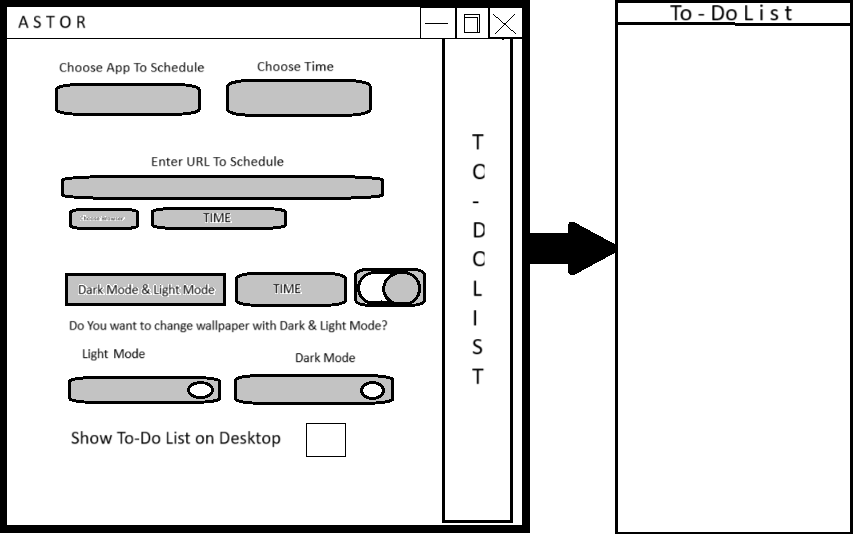 ASTOR
To-Do List
Choose App To Schedule
Choose Time
Enter URL To Schedule
TIME
Dark Mode & Light Mode
TIME
Do You want to change wallpaper with Dark & Light Mode?
Light Mode
Dark Mode
Show To-Do List on Desktop
TO-DOLIST